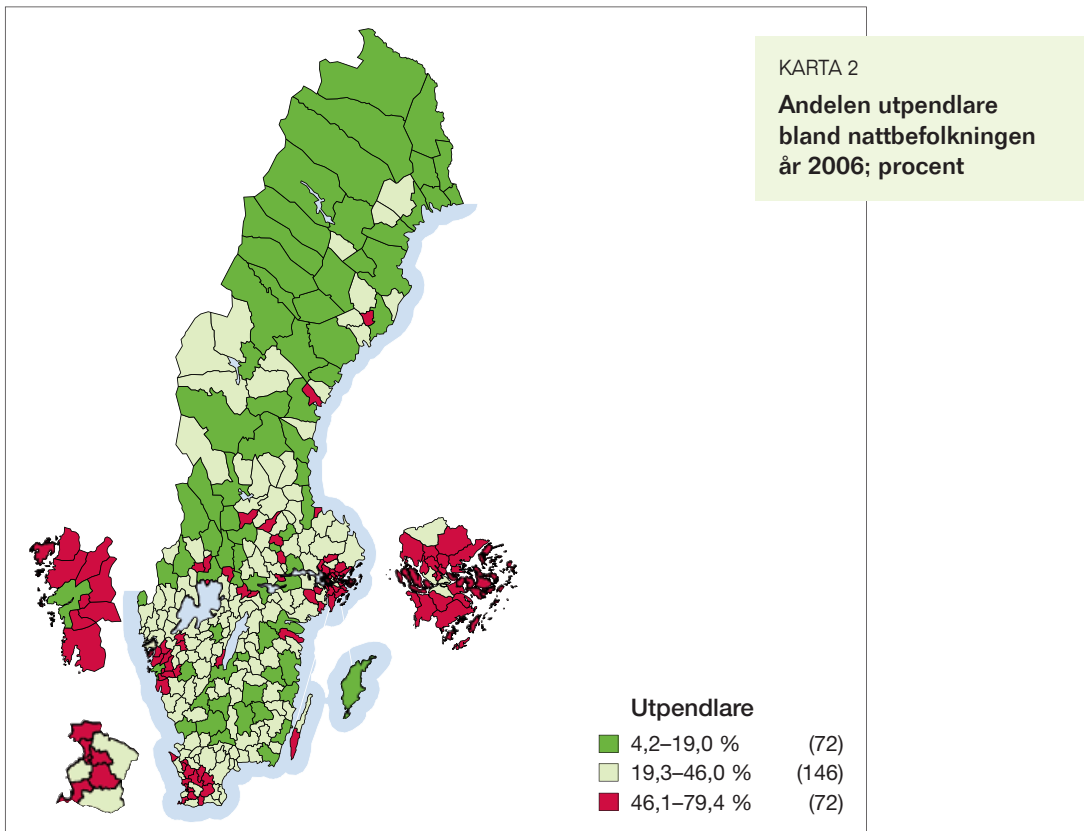 KARTA 2
Andelen utpendlare
bland nattbefolkningen
år 2006; procent
Utpendlare
4,2–19,0 % (72)
19,3–46,0 % (146)
46,1–79,4 % (72)